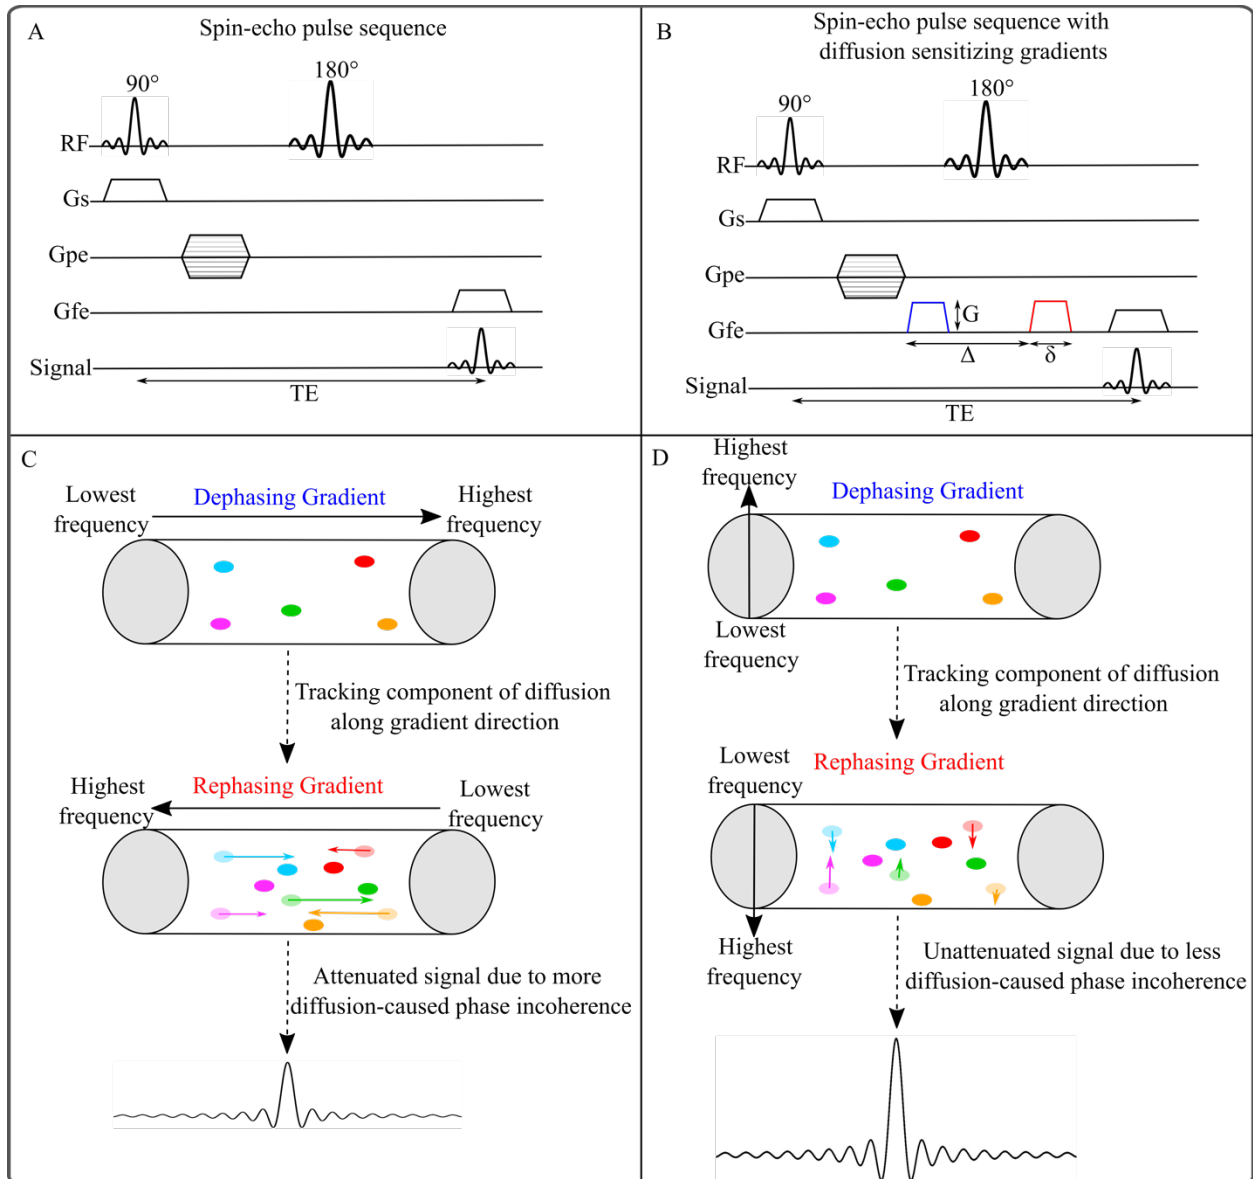 A
Spin-echo pulse sequence
90°
180°
RF
Gs
Gpe
Gfe
Signal
TE
B
Spin-echo pulse sequence with
diffusion sensitizing gradients
90°
180°
RF
Gs
Gpe
G
Gfe
Δ
δ
Signal
TE
C
Lowest
frequency
Dephasing Gradient
Highest
frequency
Tracking component of diffusion
along gradient direction
Highest
frequency
Rephasing Gradient
Lowest
frequency
Attenuated signal due to more
diffusion-caused phase incoherence
D
Highest
frequency
Dephasing Gradient
Lowest
frequency
Tracking component of diffusion
along gradient direction
Lowest
frequency
Rephasing Gradient
Highest
frequency
Unattenuated signal due to less
diffusion-caused phase incoherence